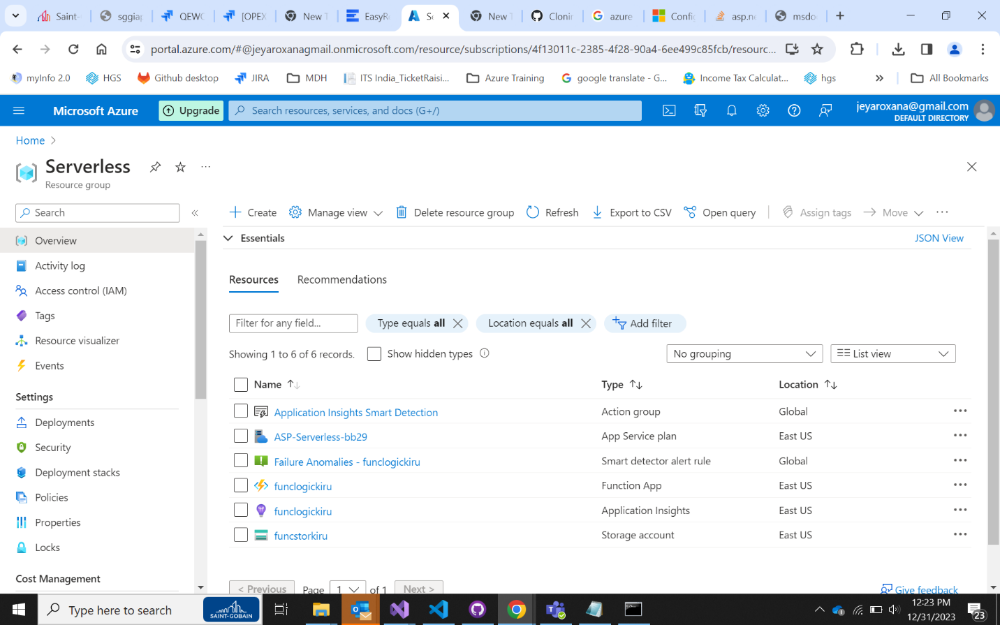 Saint-
sggiap
QEWC
[OPEX
New T
EasyRe
Se
New T
Clonir
azure
Confi
asp.ne
msdo
portal.azure.com/#@jeyaroxanagmail.onmicrosoft.com/resource/subscriptions/4f13011c-2385-4f28-90a4-6ee499c85fcb/resourc...
myInfo 2.0
HGS
Github desktop
JIRA
MDH
ITS India_TicketRaisi...
Azure Training
google translate - G...
Income Tax Calculat...
hgs
All Bookmarks
Microsoft Azure
Upgrade
Search resources, services, and docs (G+/)
jeyaroxana@gmail.com
DEFAULT DIRECTORY
Home
Serverless
Resource group
Search
Create
Manage view
Delete resource group
Refresh
Export to CSV
Open query
Assign tags
Move
Overview
Activity log
Access control (IAM)
Tags
Resource visualizer
Events
Settings
Deployments
Security
Deployment stacks
Policies
Properties
Locks
Cost Management
Essentials
JSON View
Resources
Recommendations
Filter for any field...
Type equals all
Location equals all
Add filter
Showing 1 to 6 of 6 records.
Show hidden types
No grouping
List view
Name
Type
Location
Application Insights Smart Detection Action group Global
ASP-Serverless-bb29 App Service plan East US
Failure Anomalies - funclogickiru Smart detector alert rule Global
funclogickiru Function App East US
funclogickiru Application Insights East US
funcstorkiru Storage account East US
< Previous Page 1 of 1 Next >
Give feedback
Type here to search
SAINT-GOBAIN
12:23 PM
12/31/2023
23